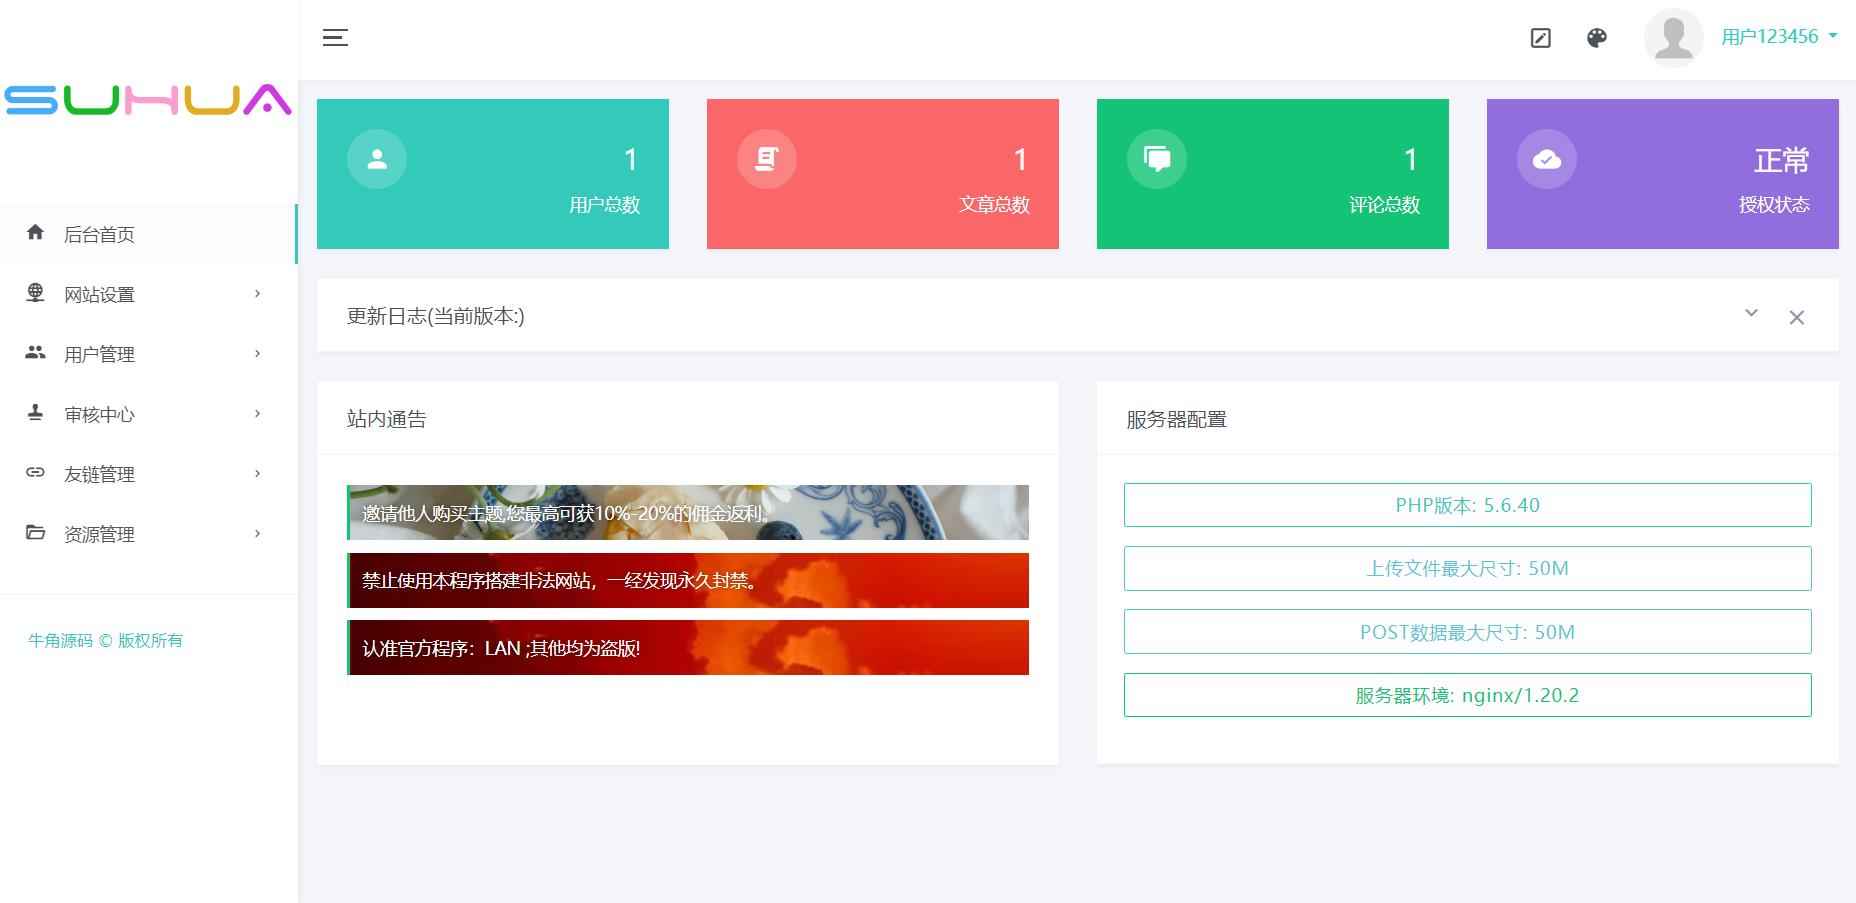 SUHUA
用户123456
后台首页
网站设置
用户管理
审核中心
友链管理
资源管理
牛角源码 © 版权所有
1
用户总数
1
文章总数
1
评论总数
正常
授权状态
更新日志(当前版本:)
站内通告
邀请他人购买主题,您最高可获10%-20%的佣金返利。
禁止使用本程序搭建非法网站，一经发现永久封禁。
认准官方程序：LAN ;其他均为盗版!
服务器配置
PHP版本: 5.6.40
上传文件最大尺寸: 50M
POST数据最大尺寸: 50M
服务器环境: nginx/1.20.2